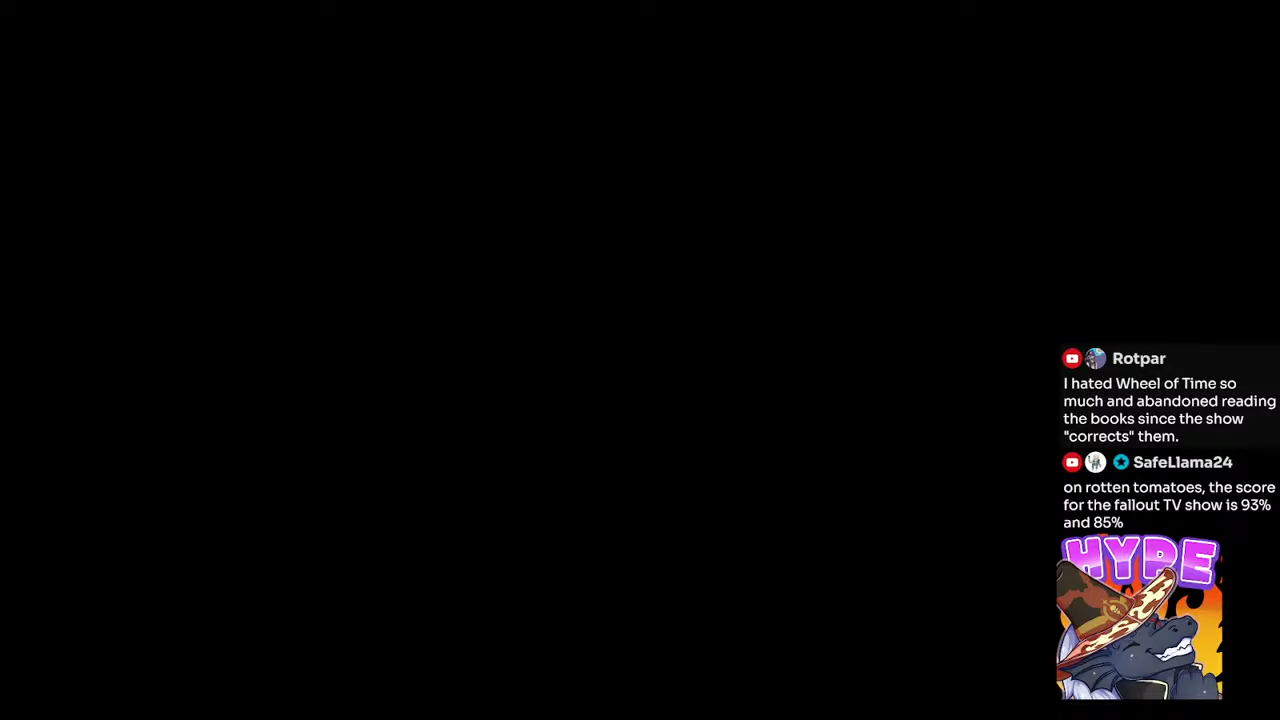 Rotpar
I hated Wheel of Time so
much and abandoned reading
the books since the show
"corrects" them.
SafeLlama24
on rotten tomatoes, the score
for the fallout TV show is 93%
and 85%
HYPE